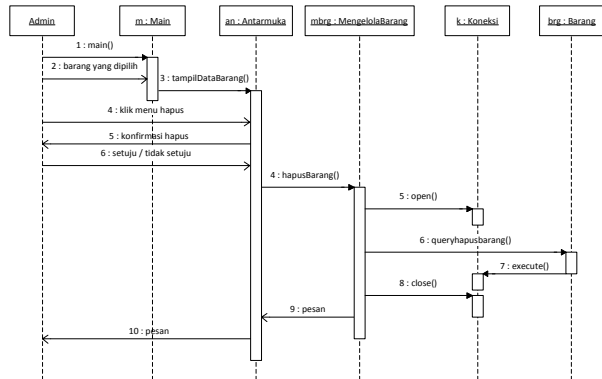 Admin
m : Main
an : Antarmuka
mbrg : MengelolaBarang
k : Koneksi
brg : Barang
1 : main()
2 : barang yang dipilih
3 : tampilDataBarang()
4 : klik menu hapus
5 : konfirmasi hapus
6 : setuju / tidak setuju
4 : hapusBarang()
5 : open()
6 : queryhapusbarang()
7 : execute()
8 : close()
9 : pesan
10 : pesan